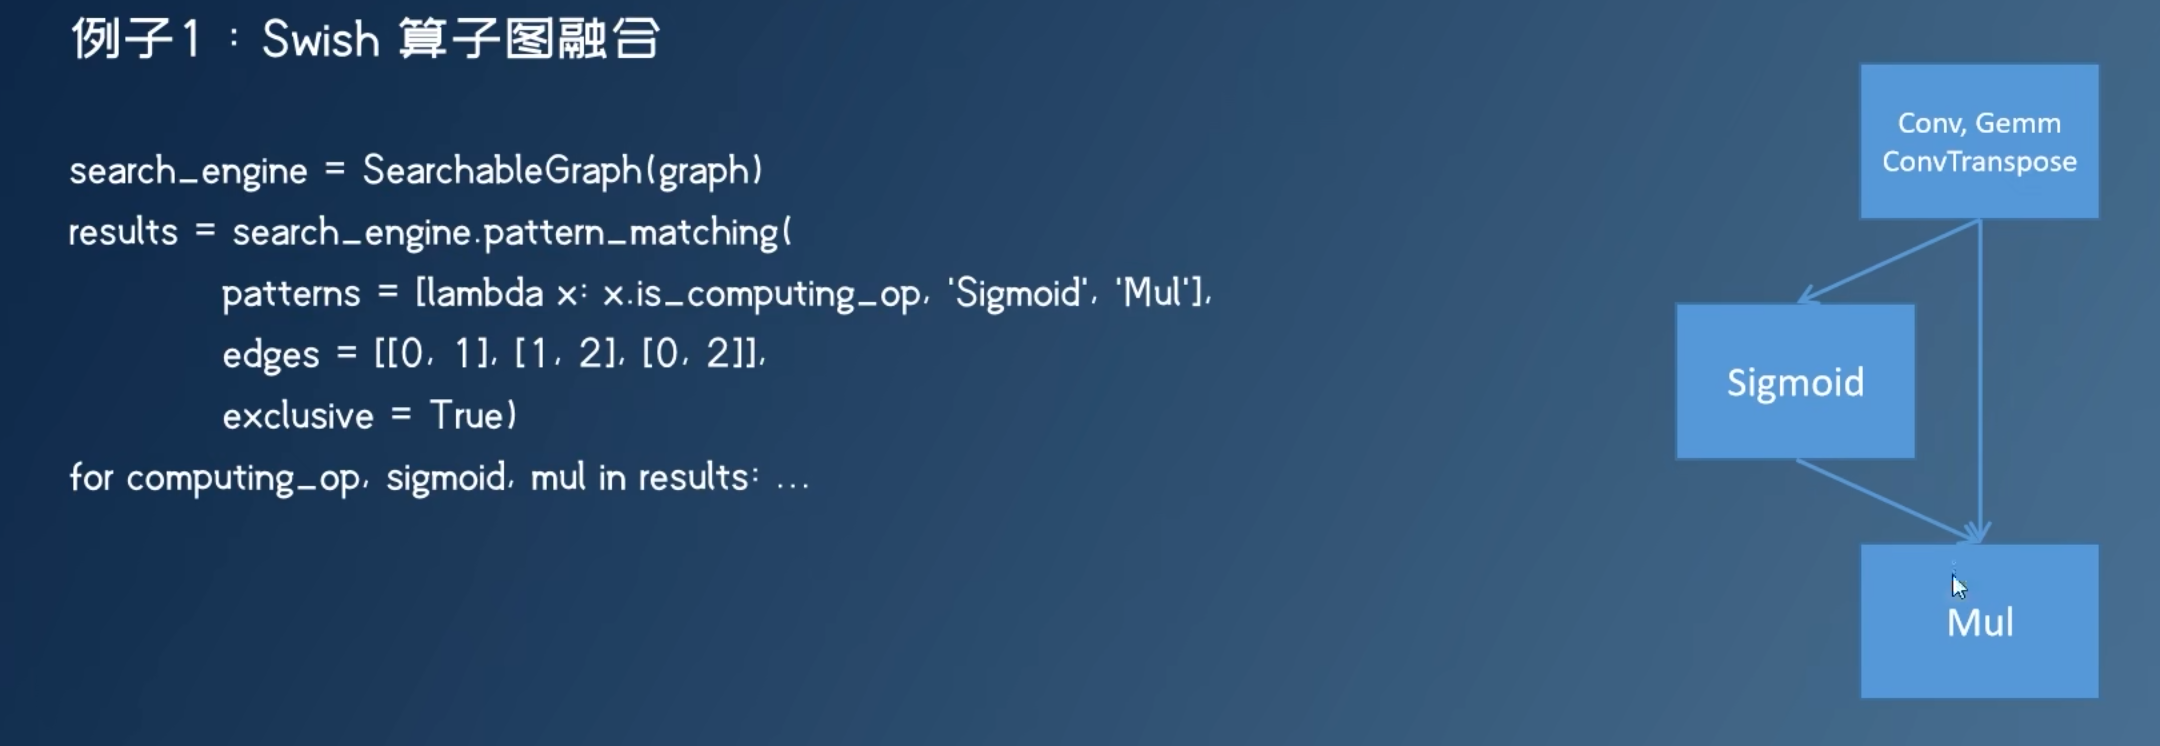 例子1：Swish 算子图融合
search_engine = SearchableGraph(graph)
results = search_engine.pattern_matching(
patterns = [lambda x: x.is_computing_op, 'Sigmoid', 'Mul'],
edges = [[0, 1], [1, 2], [0, 2]],
exclusive = True)
for computing_op, sigmoid, mul in results: ...
Conv, Gemm
ConvTranspose
Sigmoid
Mul